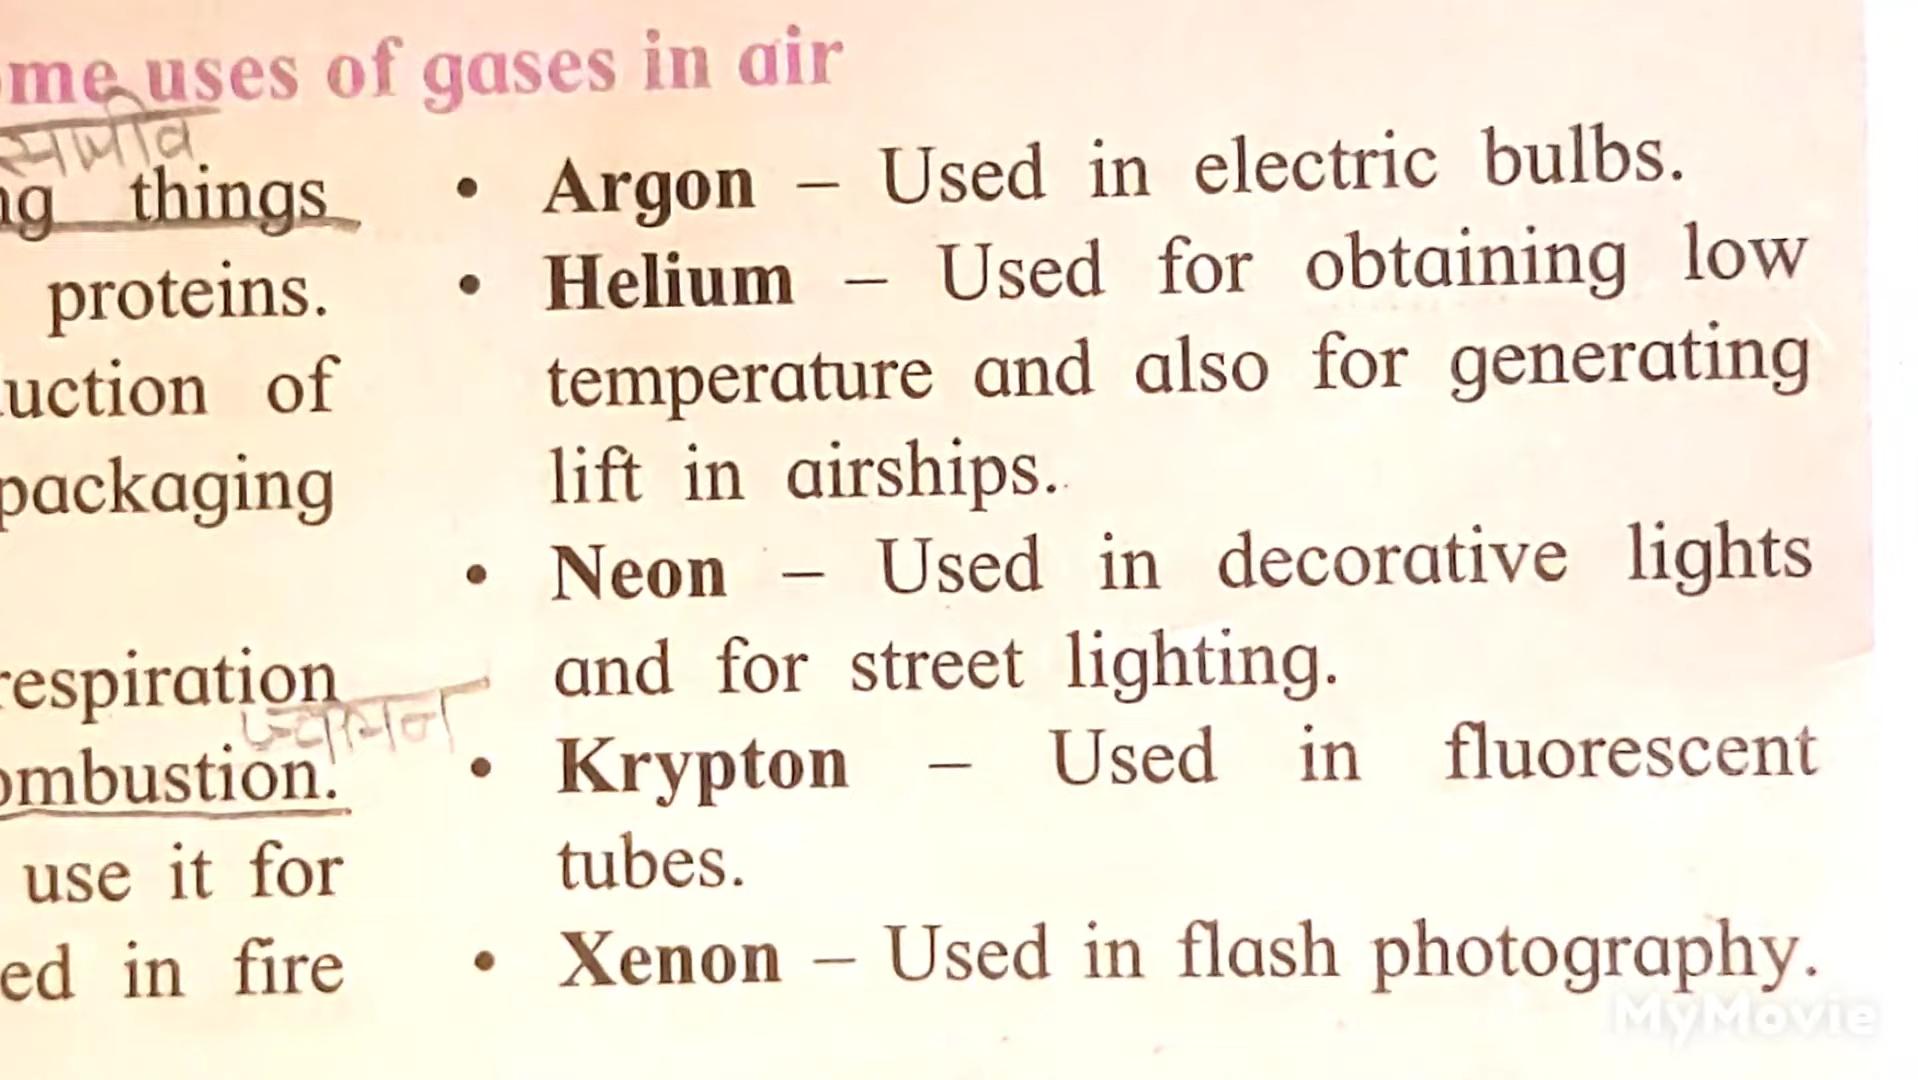 me uses of gases in air
सजीव
things
proteins.
uction of
packaging
respiration
ombustion.
use it for
ed in fire
• Argon – Used in electric bulbs.
• Helium – Used for obtaining low
temperature and also for generating
lift in airships.
• Neon – Used in decorative lights
and for street lighting.
• Krypton – Used in fluorescent
tubes.
• Xenon – Used in flash photography.
MyMovie